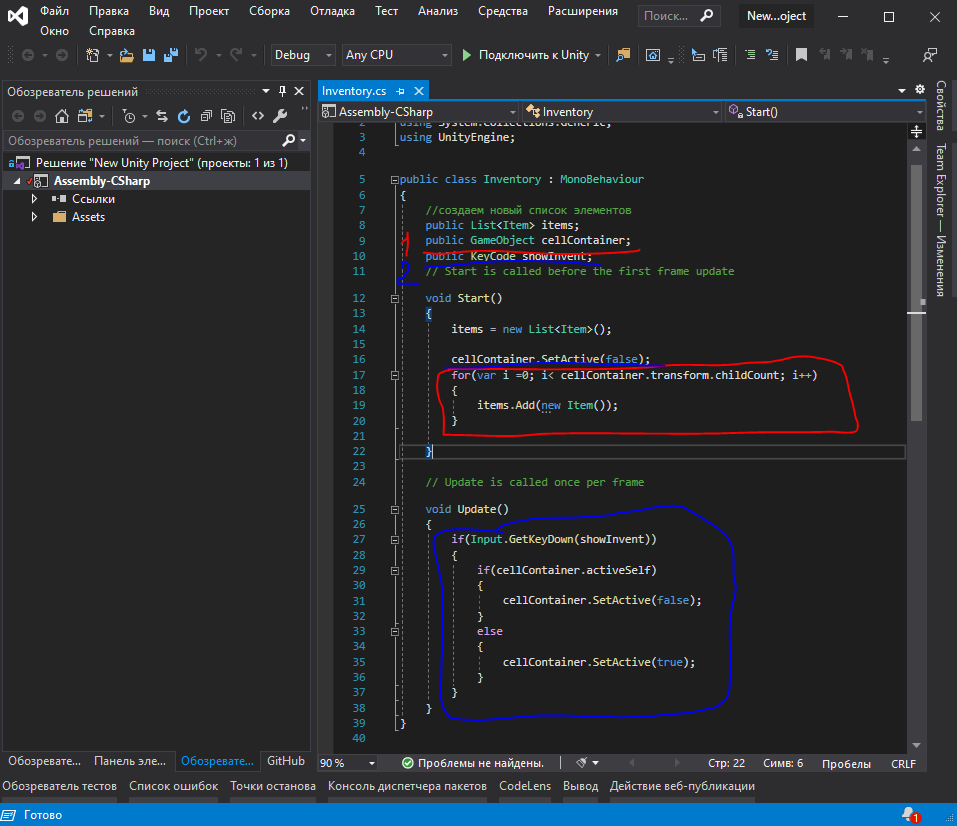 Файл Правка Вид Проект Сборка Отладка Тест Анализ Средства Расширения Поиск... New...oject
Окно Справка
Debug Any CPU Подключить к Unity
Обозреватель решений
Обозреватель решений — поиск (Ctrl+ж)
Решение "New Unity Project" (проекты: 1 из 1)
Assembly-CSharp
Ссылки
Assets
Обозревате... Панель эле... Обозревате... GitHub
Inventory.cs
Assembly-CSharp Inventory Start()
2 using System.Collections.Generic;
3 using UnityEngine;
4
5 public class Inventory : MonoBehaviour
6 {
7 //создаем новый список элементов
8 public List<Item> items;
1
9 public GameObject cellContainer;
10 public KeyCode showInvent;
2
11 // Start is called before the first frame update
12 void Start()
13 {
14 items = new List<Item>();
15
16 cellContainer.SetActive(false);
17 for(var i =0; i< cellContainer.transform.childCount; i++)
18 {
19 items.Add(new Item());
20 }
21
22 }
23
24 // Update is called once per frame
25 void Update()
26 {
27 if(Input.GetKeyDown(showInvent))
28 {
29 if(cellContainer.activeSelf)
30 {
31 cellContainer.SetActive(false);
32 }
33 else
34 {
35 cellContainer.SetActive(true);
36 }
37 }
38 }
39 }
40
90 % Проблемы не найдены. Стр: 22 Симв: 6 Пробелы CRLF
Свойства
Team Explorer — Изменения
Обозреватель тестов Список ошибок Точки останова Консоль диспетчера пакетов CodeLens Вывод Действие веб-публикации
Готово 1